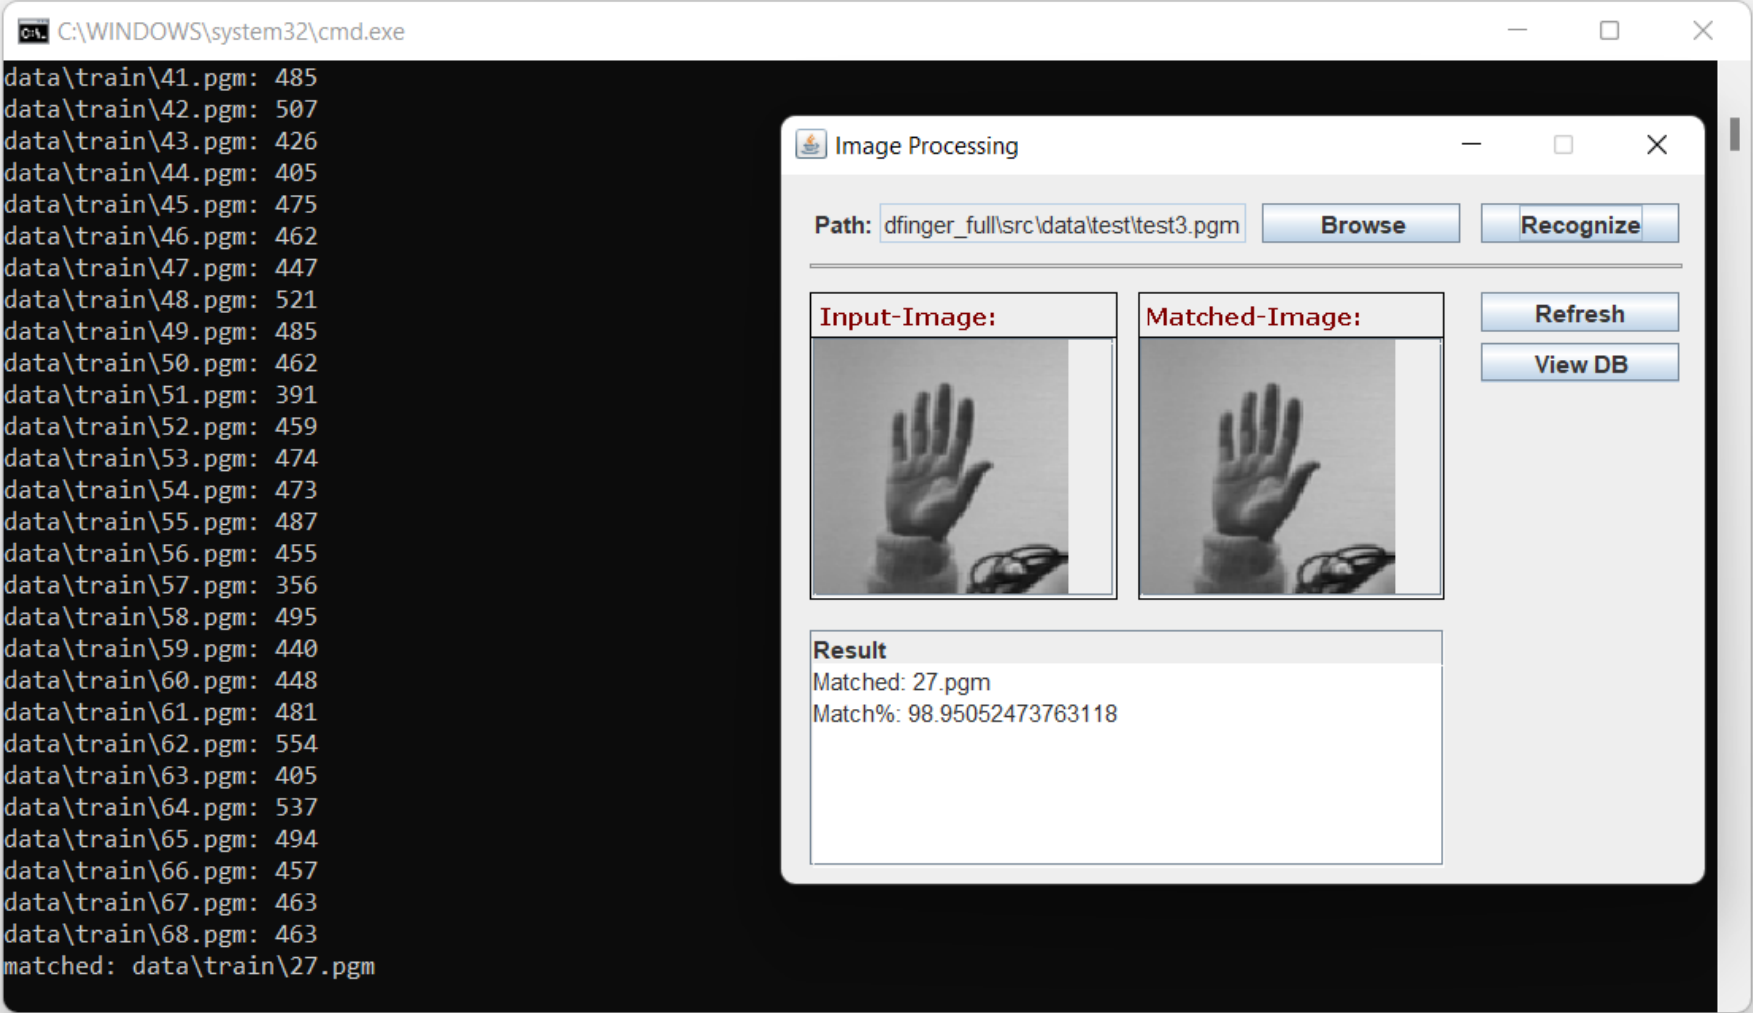 C:\WINDOWS\system32\cmd.exe
data\train\41.pgm: 485
data\train\42.pgm: 507
data\train\43.pgm: 426
data\train\44.pgm: 405
data\train\45.pgm: 475
data\train\46.pgm: 462
data\train\47.pgm: 447
data\train\48.pgm: 521
data\train\49.pgm: 485
data\train\50.pgm: 462
data\train\51.pgm: 391
data\train\52.pgm: 459
data\train\53.pgm: 474
data\train\54.pgm: 473
data\train\55.pgm: 487
data\train\56.pgm: 455
data\train\57.pgm: 356
data\train\58.pgm: 495
data\train\59.pgm: 440
data\train\60.pgm: 448
data\train\61.pgm: 481
data\train\62.pgm: 554
data\train\63.pgm: 405
data\train\64.pgm: 537
data\train\65.pgm: 494
data\train\66.pgm: 457
data\train\67.pgm: 463
data\train\68.pgm: 463
matched: data\train\27.pgm
Image Processing
Path: dfinger_full\src\data\test\test3.pgm Browse Recognize
Input-Image: Matched-Image: Refresh
View DB
Result
Matched: 27.pgm
Match%: 98.95052473763118